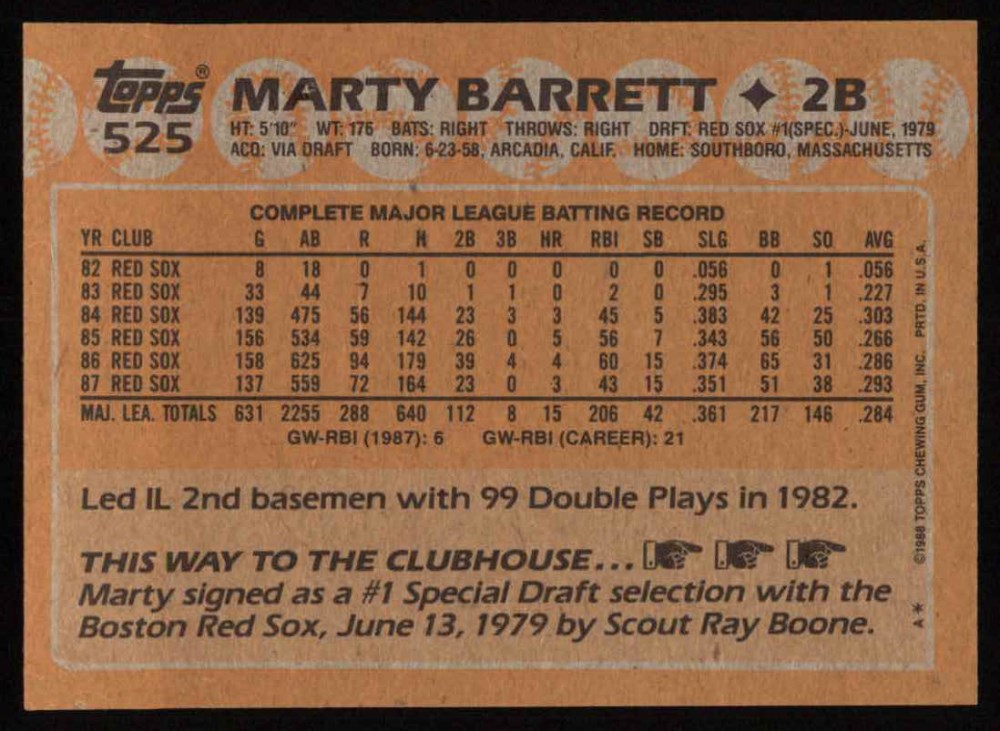 topps® MARTY BARRETT ✦ 2B
525 HT: 5'10" WT: 176 BATS: RIGHT THROWS: RIGHT DRFT: RED SOX #1(SPEC.)-JUNE, 1979
ACQ: VIA DRAFT BORN: 6-23-58, ARCADIA, CALIF. HOME: SOUTHBORO, MASSACHUSETTS
COMPLETE MAJOR LEAGUE BATTING RECORD
YR CLUB G AB R H 2B 3B HR RBI SB SLG BB SO AVG
82 RED SOX 8 18 0 1 0 0 0 0 0 .056 0 1 .056
83 RED SOX 33 44 7 10 1 1 0 2 0 .295 3 1 .227
84 RED SOX 139 475 56 144 23 3 3 45 5 .383 42 25 .303
85 RED SOX 156 534 59 142 26 0 5 56 7 .343 56 50 .266
86 RED SOX 158 625 94 179 39 4 4 60 15 .374 65 31 .286
87 RED SOX 137 559 72 164 23 0 3 43 15 .351 51 38 .293
MAJ. LEA. TOTALS 631 2255 288 640 112 8 15 206 42 .361 217 146 .284
GW-RBI (1987): 6 GW-RBI (CAREER): 21
Led IL 2nd basemen with 99 Double Plays in 1982.
THIS WAY TO THE CLUBHOUSE...
Marty signed as a #1 Special Draft selection with the
Boston Red Sox, June 13, 1979 by Scout Ray Boone.
A* ©1988 TOPPS CHEWING GUM, INC. PRTD. IN U.S.A.